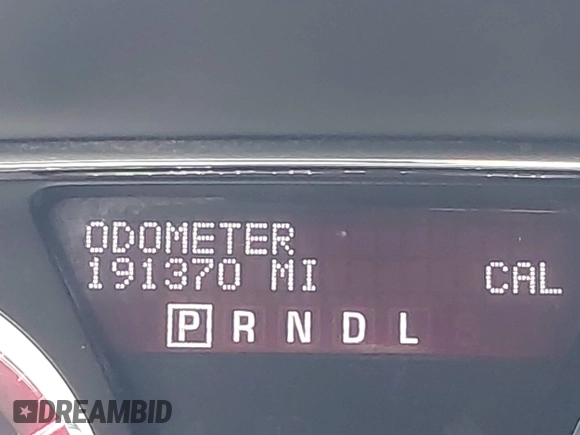 ODOMETER
191370 MI CAL
P R N D L
DREAMBID